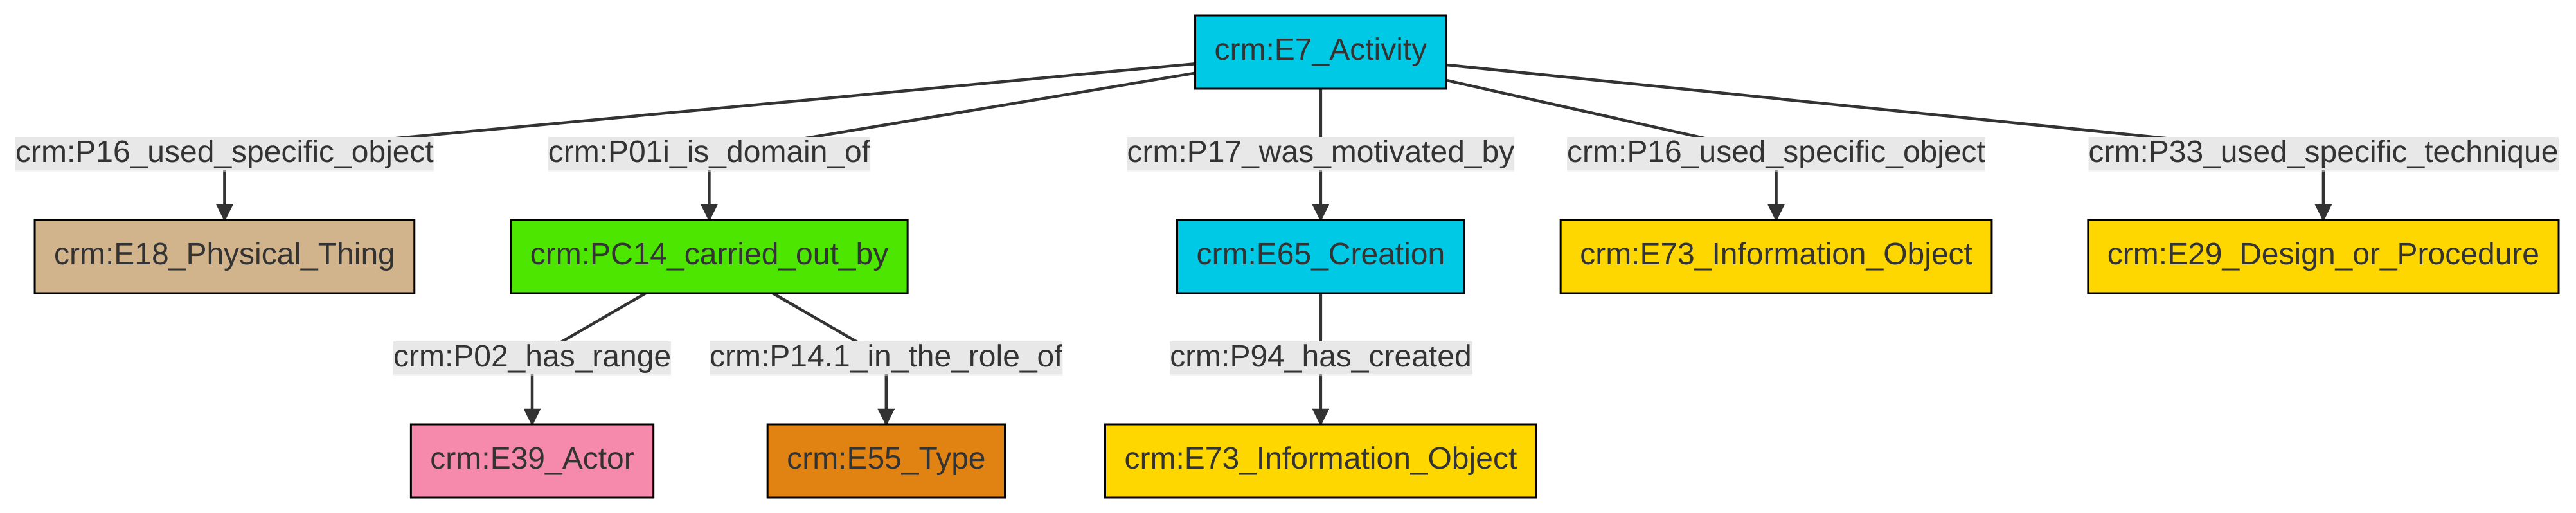 crm:E7_Activity
crm:P16_used_specific_object
crm:P01i_is_domain_of
crm:P17_was_motivated_by
crm:P16_used_specific_object
crm:P33_used_specific_technique
crm:E18_Physical_Thing
crm:PC14_carried_out_by
crm:E65_Creation
crm:E73_Information_Object
crm:E29_Design_or_Procedure
crm:P02_has_range
crm:P14.1_in_the_role_of
crm:P94_has_created
crm:E39_Actor
crm:E55_Type
crm:E73_Information_Object